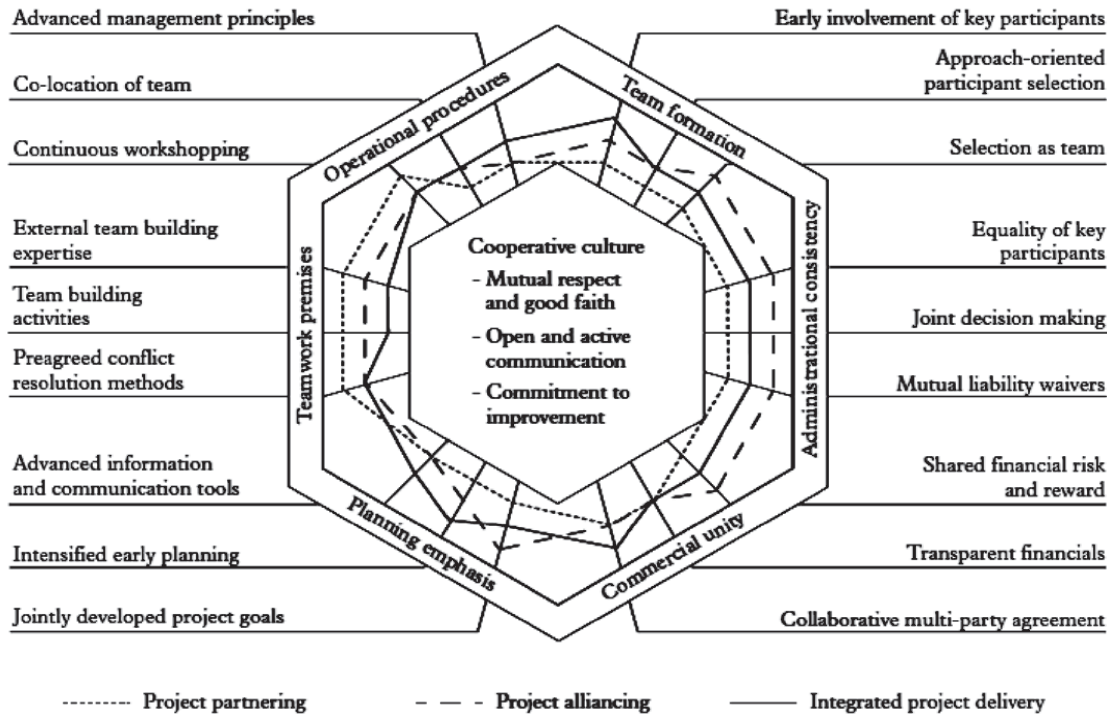 Advanced management principles
Early involvement of key participants
Co-location of team
Approach-oriented
participant selection
Continuous workshopping
Selection as team
External team building
expertise
Equality of key
participants
Team building
activities
Joint decision making
Preagreed conflict
resolution methods
Mutual liability waivers
Advanced information
and communication tools
Shared financial risk
and reward
Intensified early planning
Transparent financials
Jointly developed project goals
Collaborative multi-party agreement
Operational procedures
Team formation
Teamwork premises
Administrational consistency
Planning emphasis
Commercial unity
Cooperative culture
- Mutual respect
and good faith
- Open and active
communication
- Commitment to
improvement
Project partnering
Project alliancing
Integrated project delivery